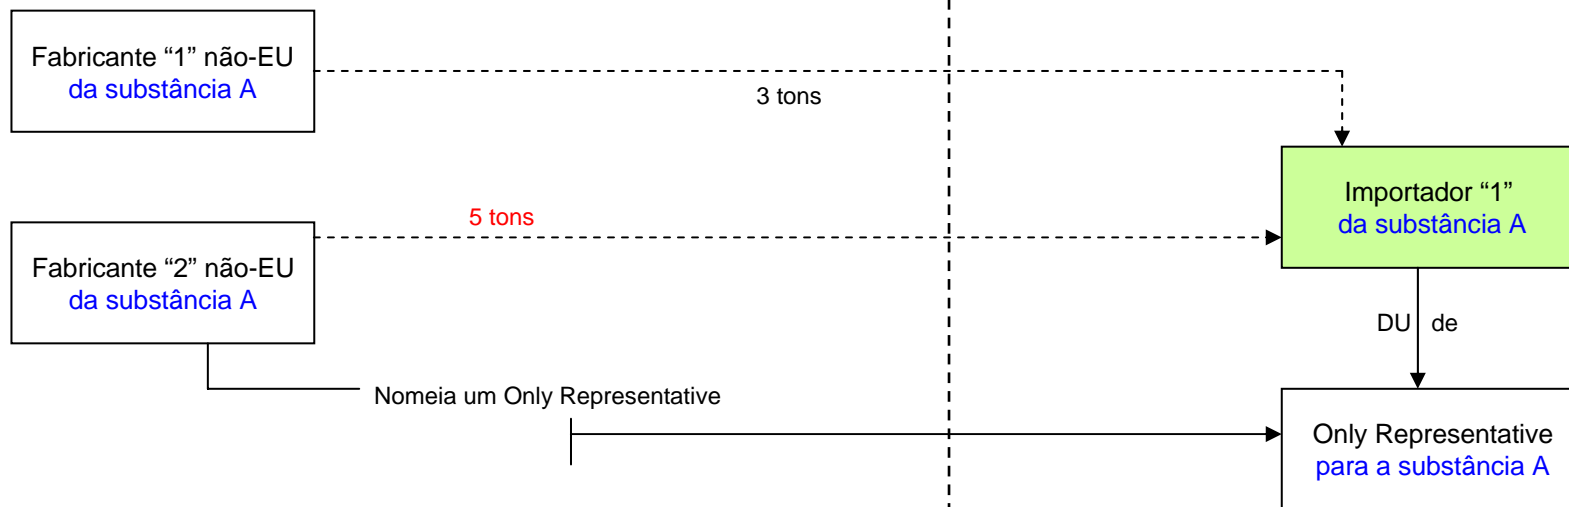 Fabricante “1” não-EU
da substância A
3 tons
Importador “1”
da substância A
5 tons
Fabricante “2” não-EU
da substância A
DU de
Nomeia um Only Representative
Only Representative
para a substância A